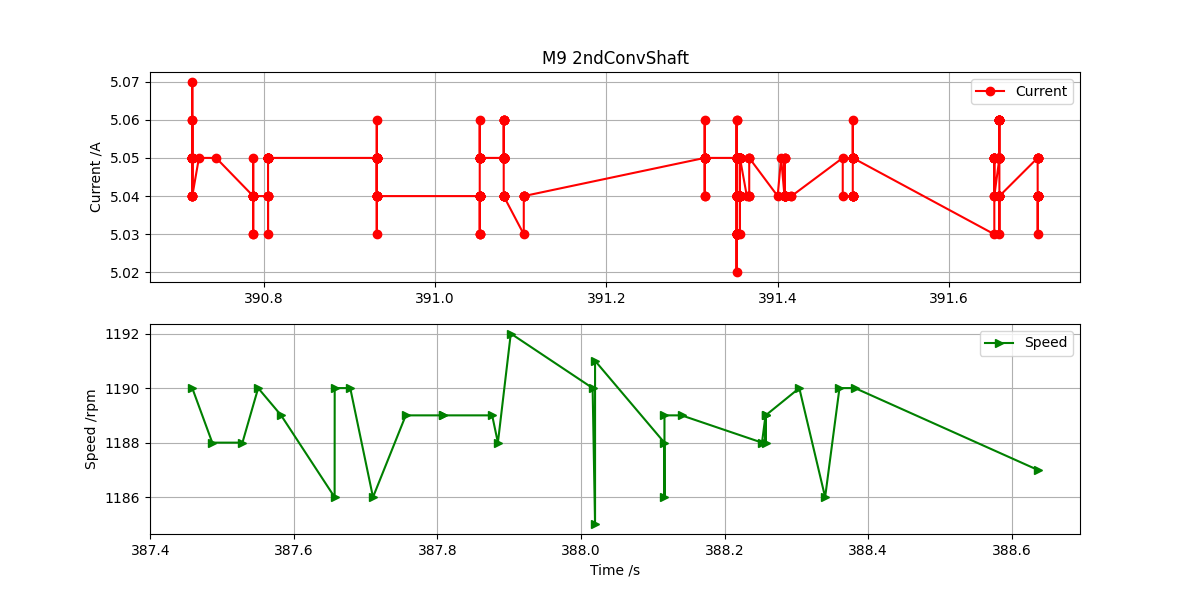 M9 2ndConvShaft
Current /A
5.07
5.06
5.05
5.04
5.03
5.02
Current
390.8 391.0 391.2 391.4 391.6
Speed /rpm
1192
1190
1188
1186
Speed
387.4 387.6 387.8 388.0 388.2 388.4 388.6
Time /s